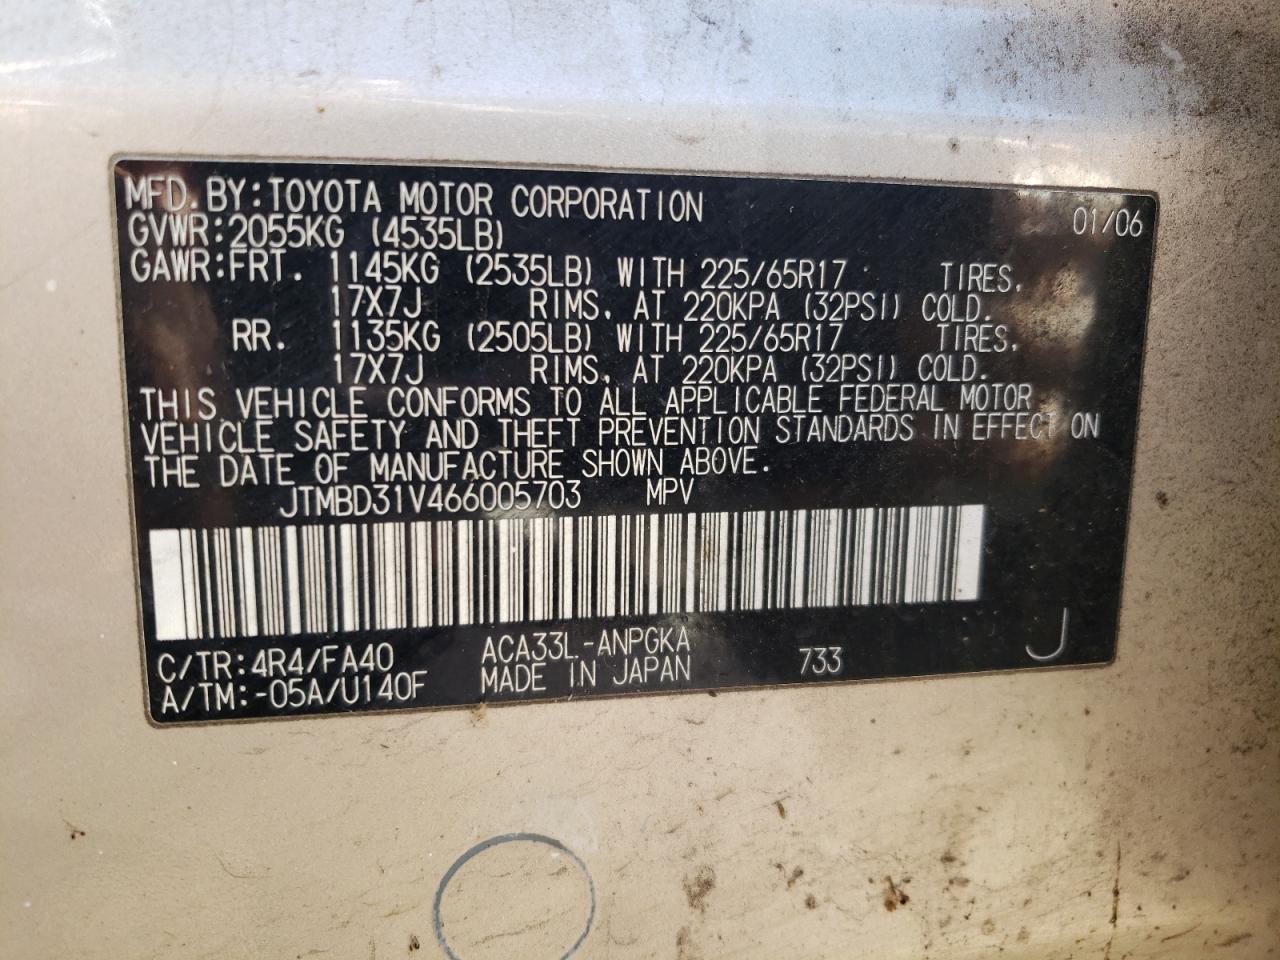 MFD. BY: TOYOTA MOTOR CORPORATION 01/06
GVWR: 2055KG (4535LB)
GAWR: FRT. 1145KG (2535LB) WITH 225/65R17 TIRES,
17X7J RIMS, AT 220KPA (32PSI) COLD.
RR. 1135KG (2505LB) WITH 225/65R17 TIRES,
17X7J RIMS, AT 220KPA (32PSI) COLD.
THIS VEHICLE CONFORMS TO ALL APPLICABLE FEDERAL MOTOR
VEHICLE SAFETY AND THEFT PREVENTION STANDARDS IN EFFECT ON
THE DATE OF MANUFACTURE SHOWN ABOVE.
JTMBD31V466005703 MPV
C/TR: 4R4/FA40 ACA33L-ANPGKA 733 J
A/TM: -05A/U140F MADE IN JAPAN